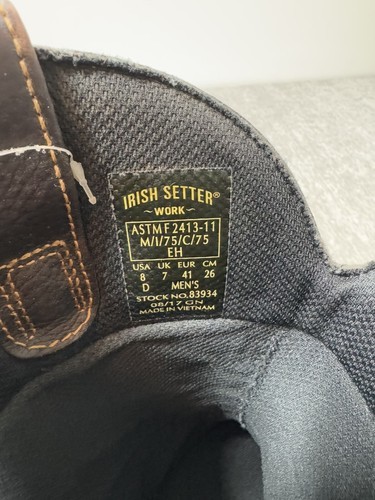 IRISH SETTER®
~WORK~
ASTM F 2413-11
M/I/75/C/75
EH
USA UK EUR CM
8 7 41 26
D MEN'S
STOCK NO.83934
08/17 GN
MADE IN VIETNAM